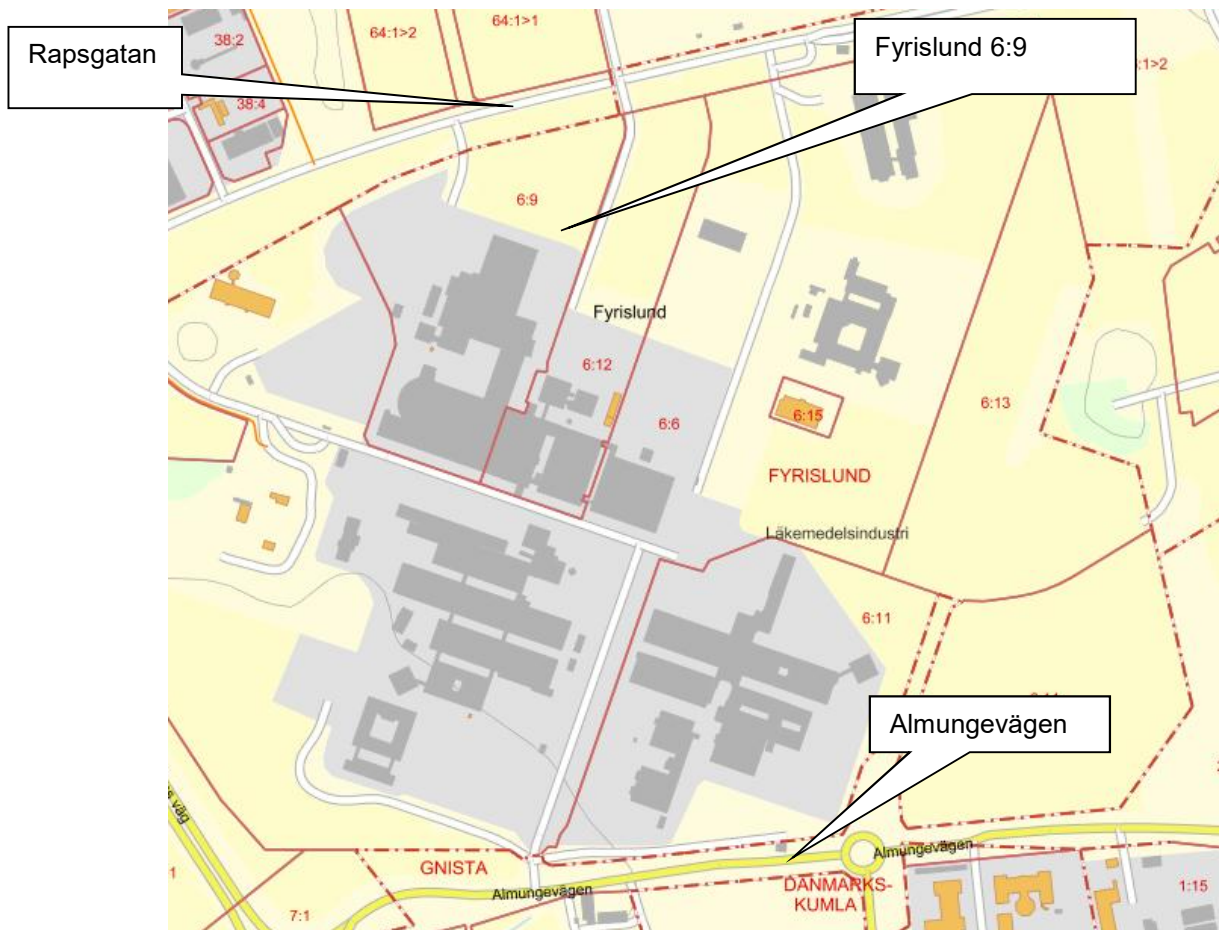 Rapsgatan
Fyrislund 6:9
38:2
64:1>2
64:1>1
:1>2
38:4
6:9
Fyrislund
6:12
6:6
6:15
6:13
FYRISLUND
Läkemedelsindustri
6:11
Almungevägen
s väg
GNISTA
Almungevägen
Almungevägen
DANMARKS-
KUMLA
1:15
7:1
1